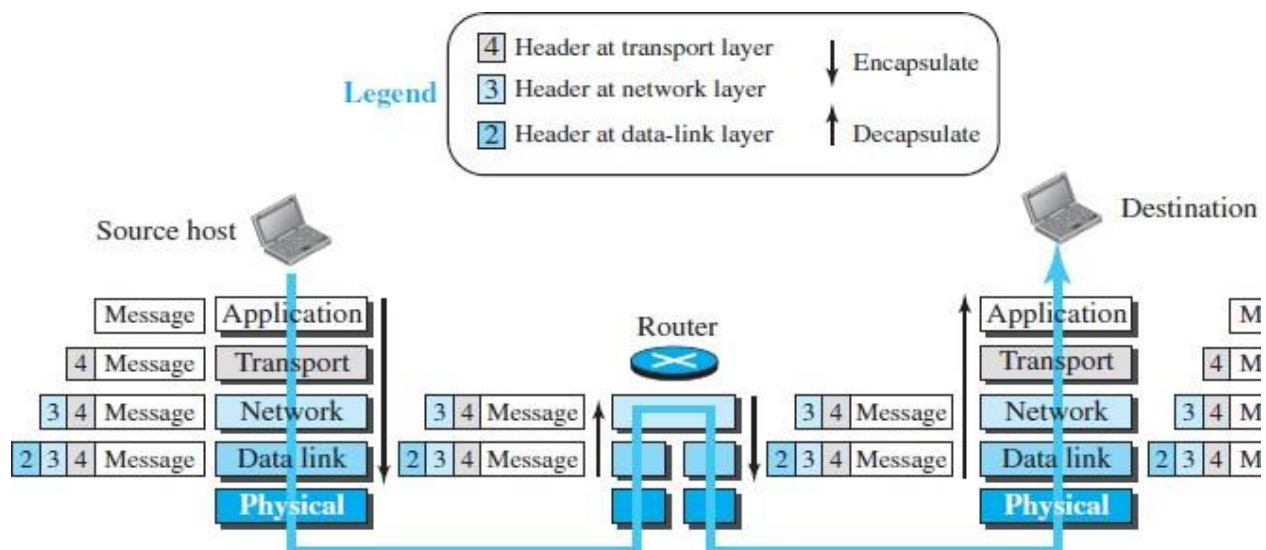 Legend
4 Header at transport layer
3 Header at network layer
2 Header at data-link layer
Encapsulate
Decapsulate
Source host
Destination
Router
Message Application
4 Message Transport
3 4 Message Network
2 3 4 Message Data link
Physical
3 4 Message
2 3 4 Message
3 4 Message
2 3 4 Message
Application M
Transport 4 M
Network 3 4 M
Data link 2 3 4 M
Physical